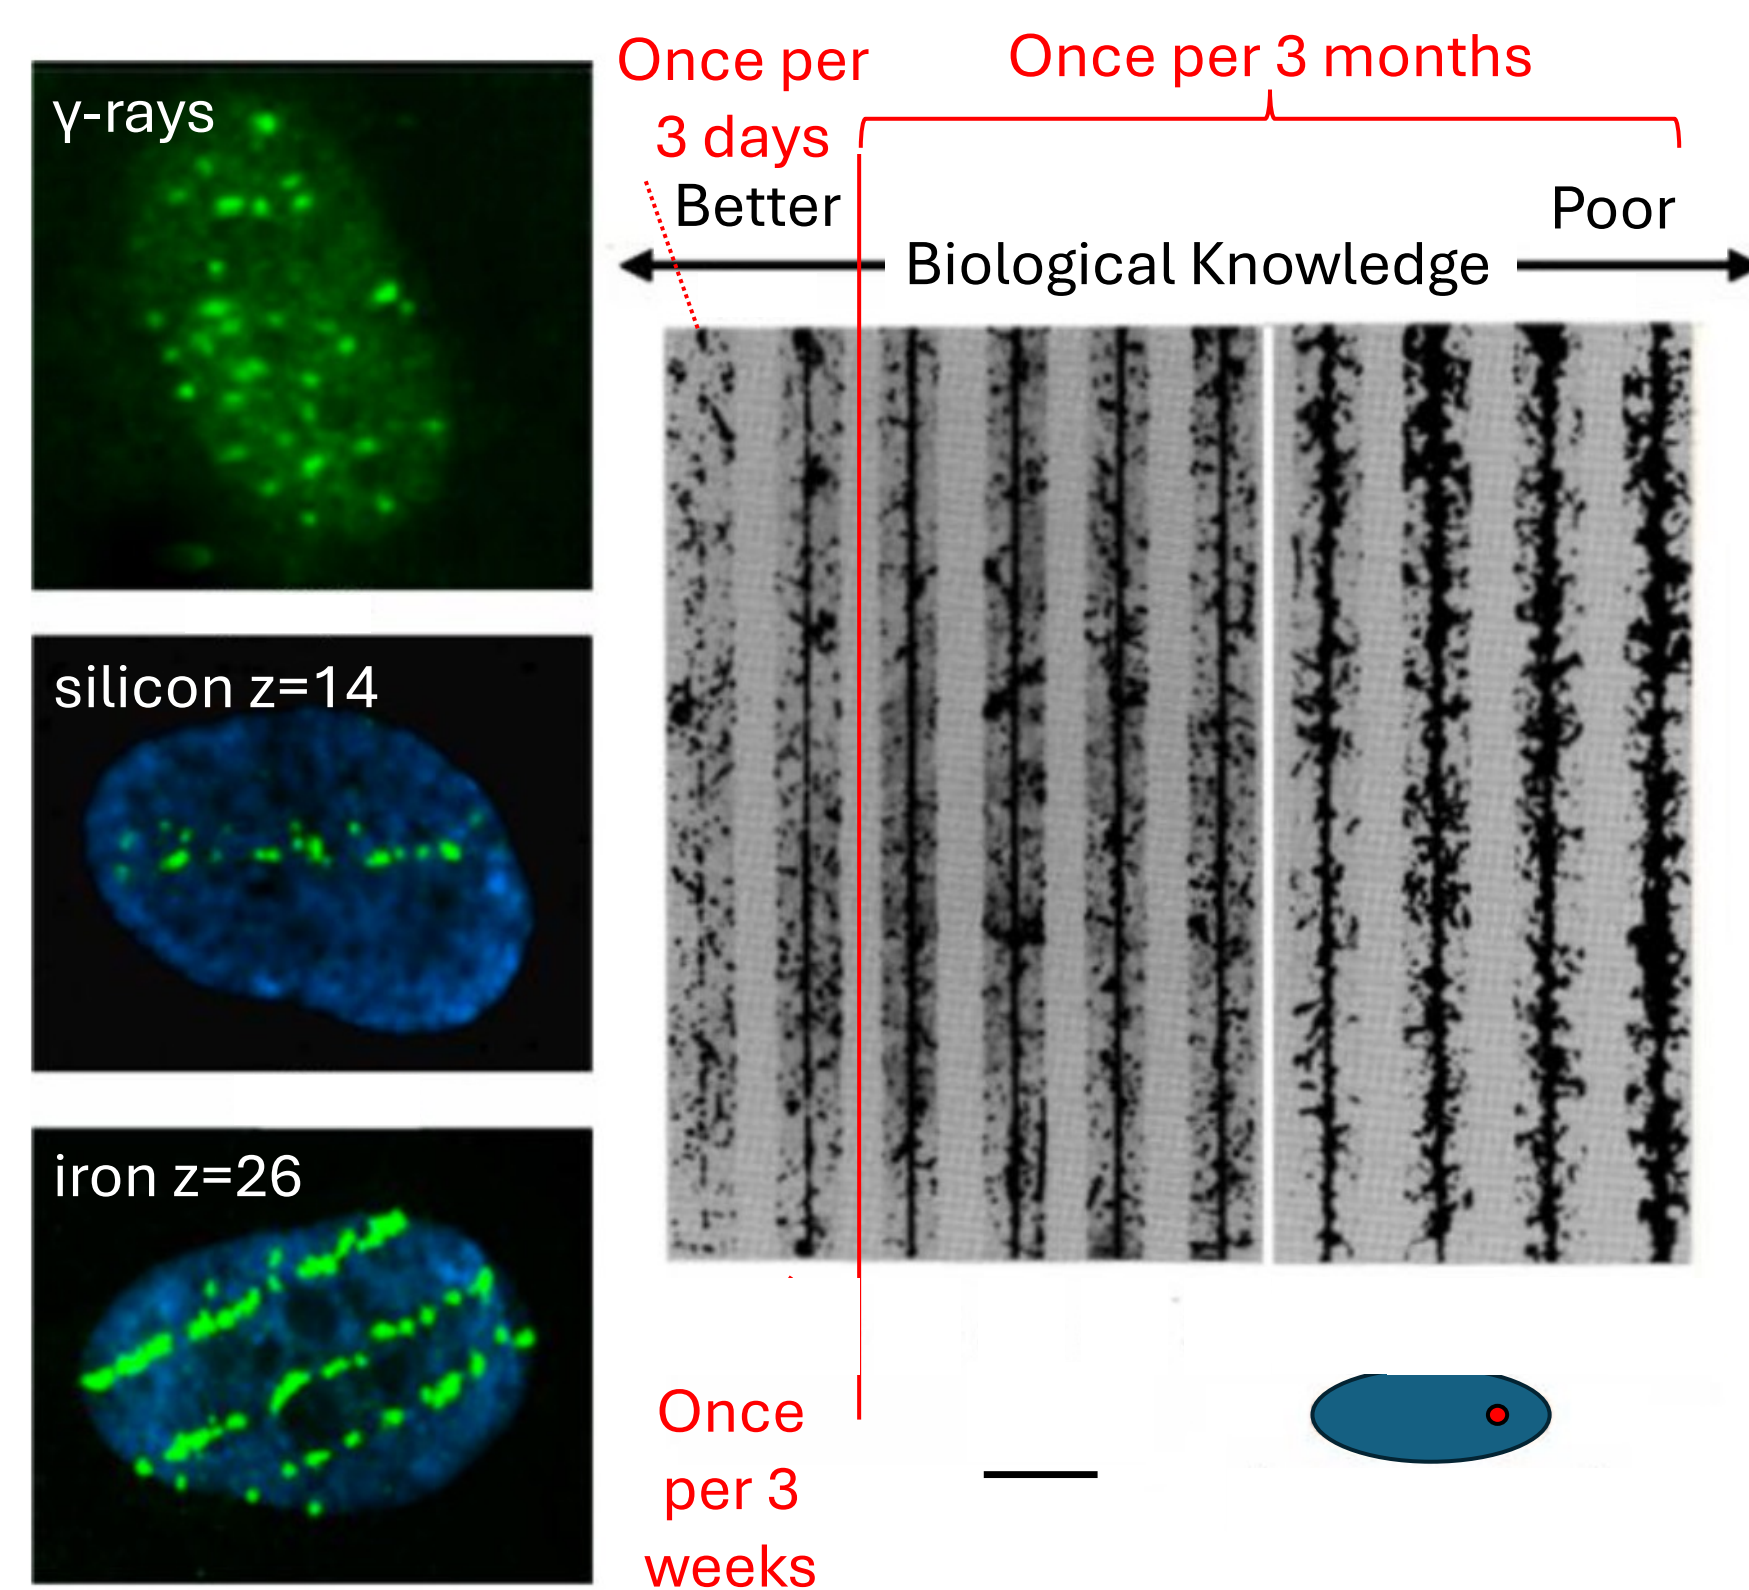 γ-rays
silicon z=14
iron z=26
Once per
3 days
Once per 3 months
Better
Poor
Biological Knowledge
Once
per 3
weeks